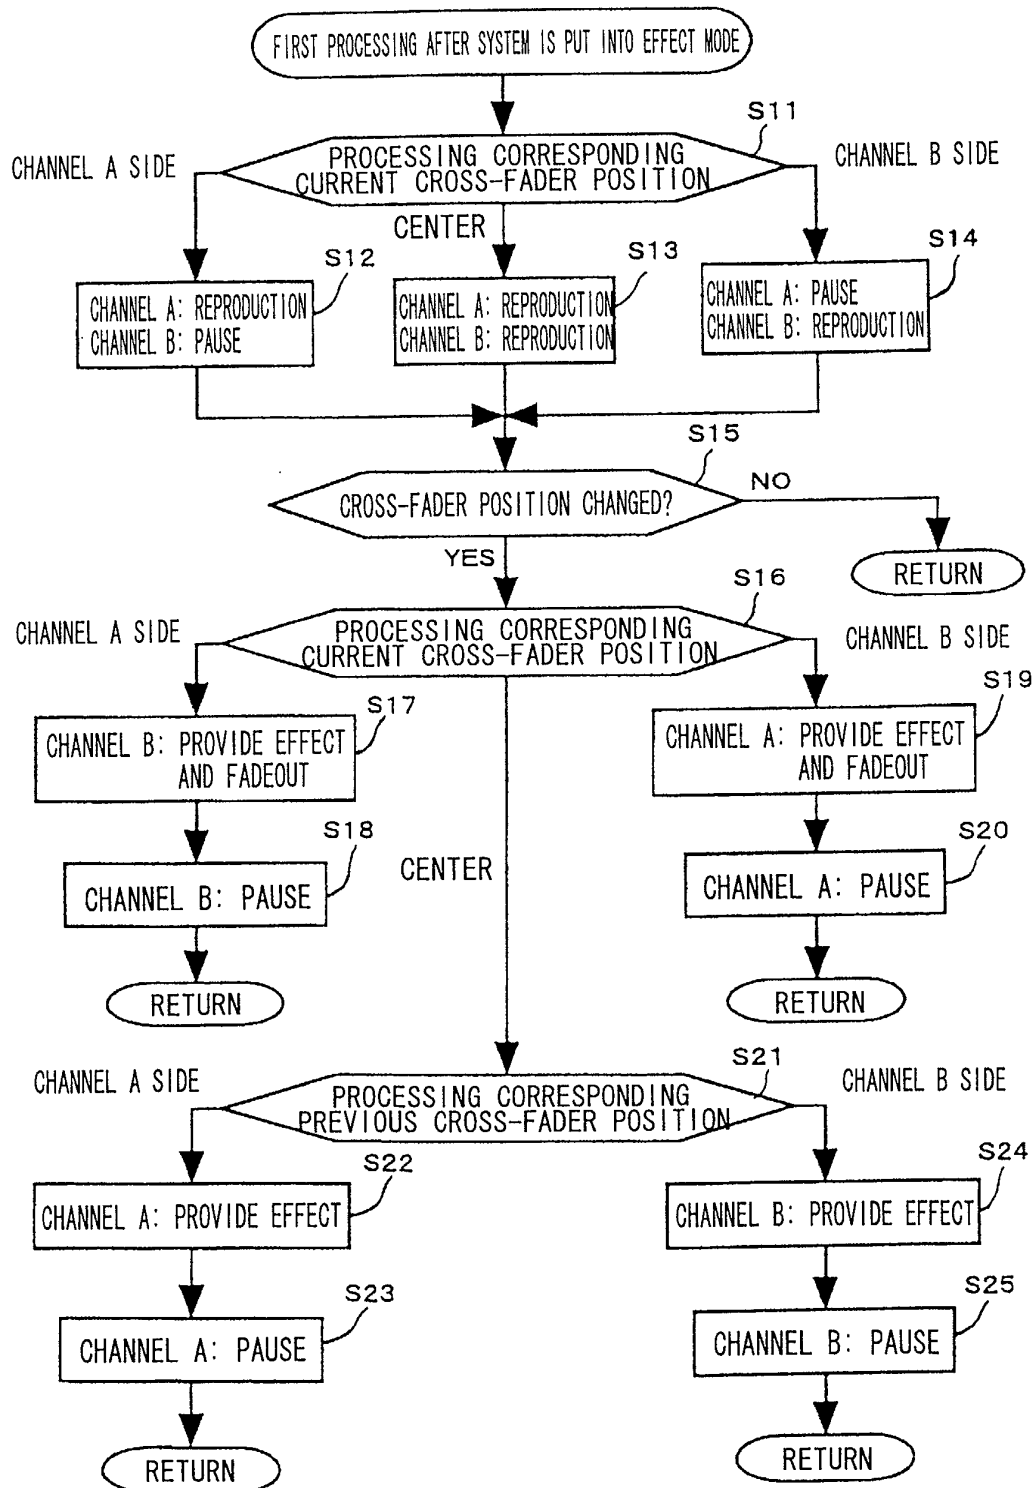 FIRST PROCESSING AFTER SYSTEM IS PUT INTO EFFECT MODE
S11
CHANNEL A SIDE
PROCESSING CORRESPONDING
CURRENT CROSS-FADER POSITION
CHANNEL B SIDE
CENTER
S12
S13
S14
CHANNEL A: REPRODUCTION
CHANNEL B: PAUSE
CHANNEL A: REPRODUCTION
CHANNEL B: REPRODUCTION
CHANNEL A: PAUSE
CHANNEL B: REPRODUCTION
S15
CROSS-FADER POSITION CHANGED?
NO
RETURN
YES
S16
CHANNEL A SIDE
PROCESSING CORRESPONDING
CURRENT CROSS-FADER POSITION
CHANNEL B SIDE
S17
CHANNEL B: PROVIDE EFFECT
AND FADEOUT
S19
CHANNEL A: PROVIDE EFFECT
AND FADEOUT
S18
CHANNEL B: PAUSE
CENTER
S20
CHANNEL A: PAUSE
RETURN
RETURN
S21
CHANNEL A SIDE
PROCESSING CORRESPONDING
PREVIOUS CROSS-FADER POSITION
CHANNEL B SIDE
S22
CHANNEL A: PROVIDE EFFECT
S24
CHANNEL B: PROVIDE EFFECT
S23
CHANNEL A: PAUSE
S25
CHANNEL B: PAUSE
RETURN
RETURN